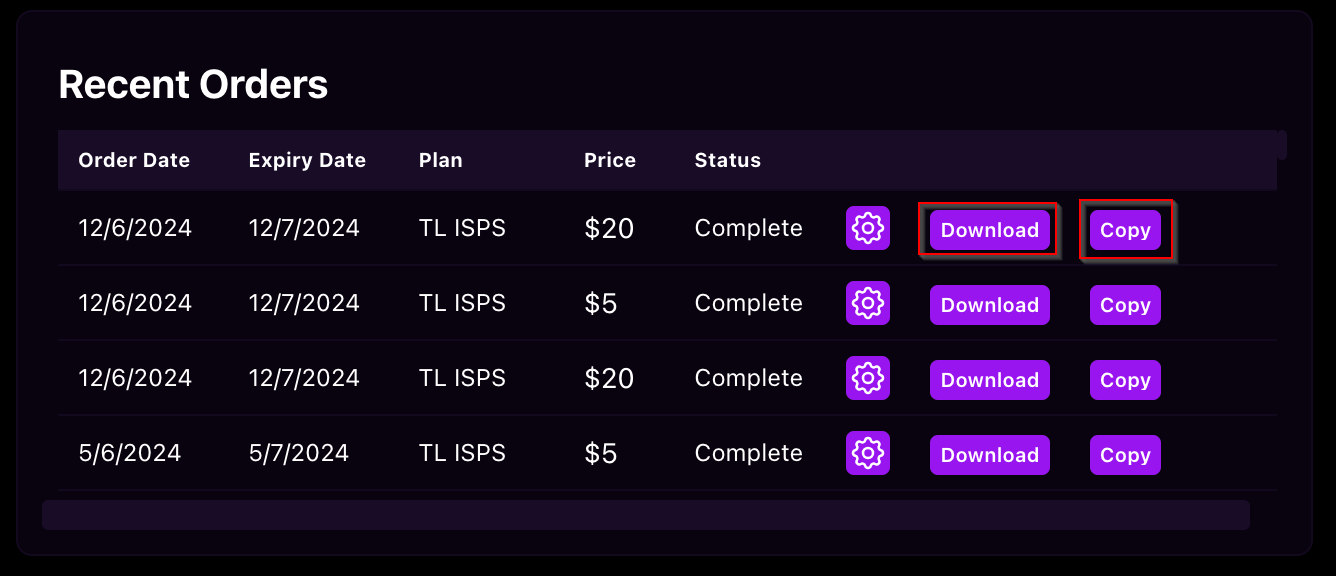 Recent Orders
Order Date Expiry Date Plan Price Status
12/6/2024 12/7/2024 TL ISPS $20 Complete Download Copy
12/6/2024 12/7/2024 TL ISPS $5 Complete Download Copy
12/6/2024 12/7/2024 TL ISPS $20 Complete Download Copy
5/6/2024 5/7/2024 TL ISPS $5 Complete Download Copy